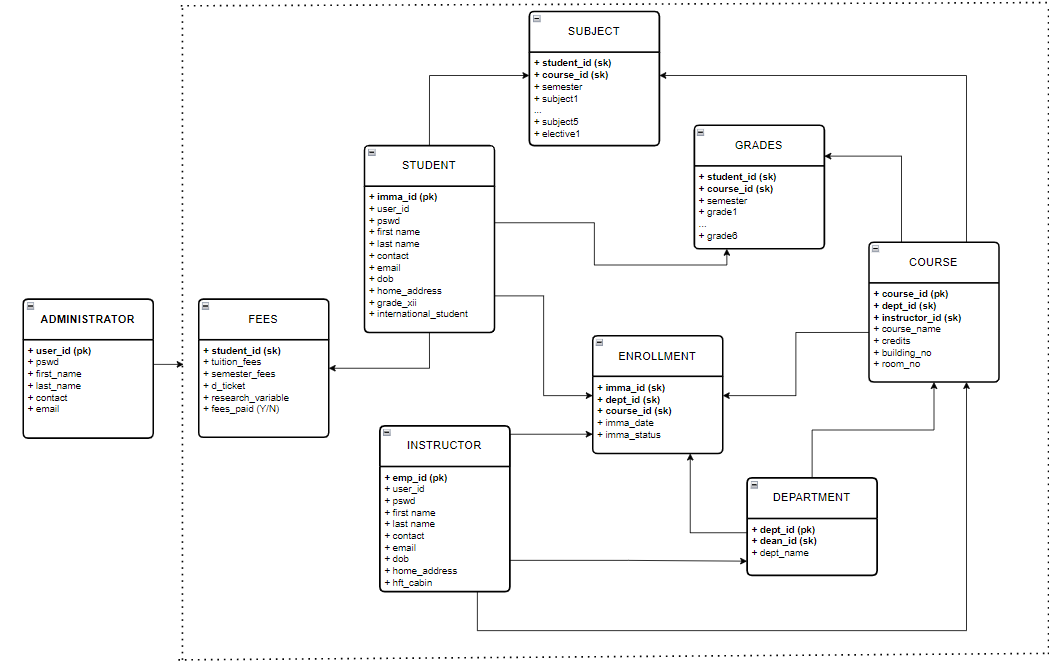 SUBJECT
+ student_id (sk)
+ course_id (sk)
+ semester
+ subject1
...
+ subject5
+ elective1
GRADES
+ student_id (sk)
+ course_id (sk)
+ semester
+ grade1
...
+ grade6
STUDENT
+ imma_id (pk)
+ user_id
+ pswd
+ first name
+ last name
+ contact
+ email
+ dob
+ home_address
+ grade_xii
+ international_student
COURSE
+ course_id (pk)
+ dept_id (sk)
+ instructor_id (sk)
+ course_name
+ credits
+ building_no
+ room_no
ADMINISTRATOR
+ user_id (pk)
+ pswd
+ first_name
+ last_name
+ contact
+ email
FEES
+ student_id (sk)
+ tuition_fees
+ semester_fees
+ d_ticket
+ research_variable
+ fees_paid (Y/N)
ENROLLMENT
+ imma_id (sk)
+ dept_id (sk)
+ course_id (sk)
+ imma_date
+ imma_status
INSTRUCTOR
+ emp_id (pk)
+ user_id
+ pswd
+ first name
+ last name
+ contact
+ email
+ dob
+ home_address
+ hft_cabin
DEPARTMENT
+ dept_id (pk)
+ dean_id (sk)
+ dept_name